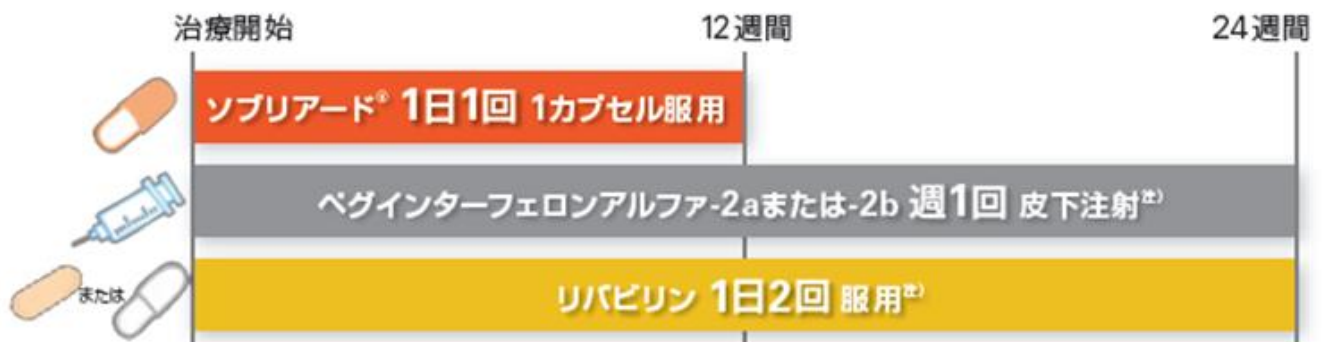 治療開始 12週間 24週間
ソブリアード® 1日1回 1カプセル服用
ペグインターフェロンアルファ-2aまたは-2b 週1回 皮下注射注)
または
リバビリン 1日2回 服用注)